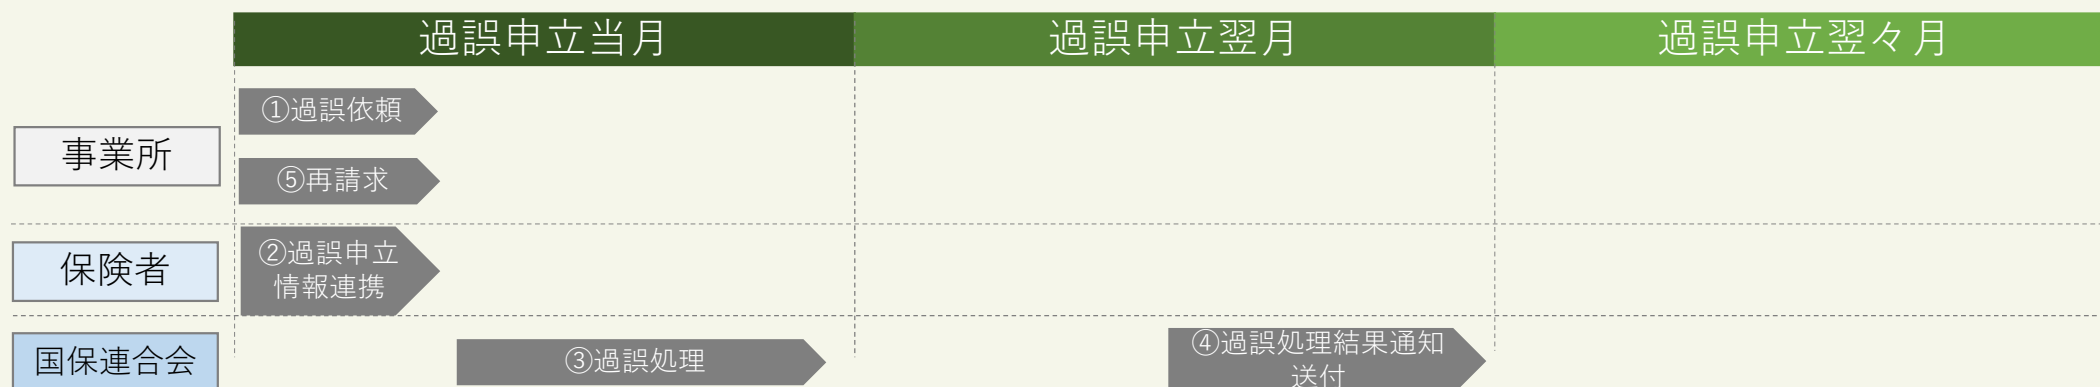 過誤申立当月
過誤申立翌月
過誤申立翌々月
事業所
①過誤依頼
⑤再請求
保険者
②過誤申立
情報連携
国保連合会
③過誤処理
④過誤処理結果通知
送付